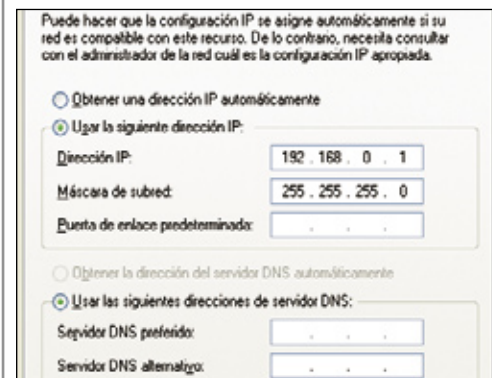 Puede hacer que la configuración IP se asigne automáticamente si su
red es compatible con este recurso. De lo contrario, necesita consultar
con el administrador de la red cuál es la configuración IP apropiada.
Obtener una dirección IP automáticamente
Usar la siguiente dirección IP:
Dirección IP: 192 . 168 . 0 . 1
Máscara de subred: 255 . 255 . 255 . 0
Puerta de enlace predeterminada: . . .
Obtener la dirección del servidor DNS automáticamente
Usar las siguientes direcciones de servidor DNS:
Servidor DNS preferido: . . .
Servidor DNS alternativo: . . .